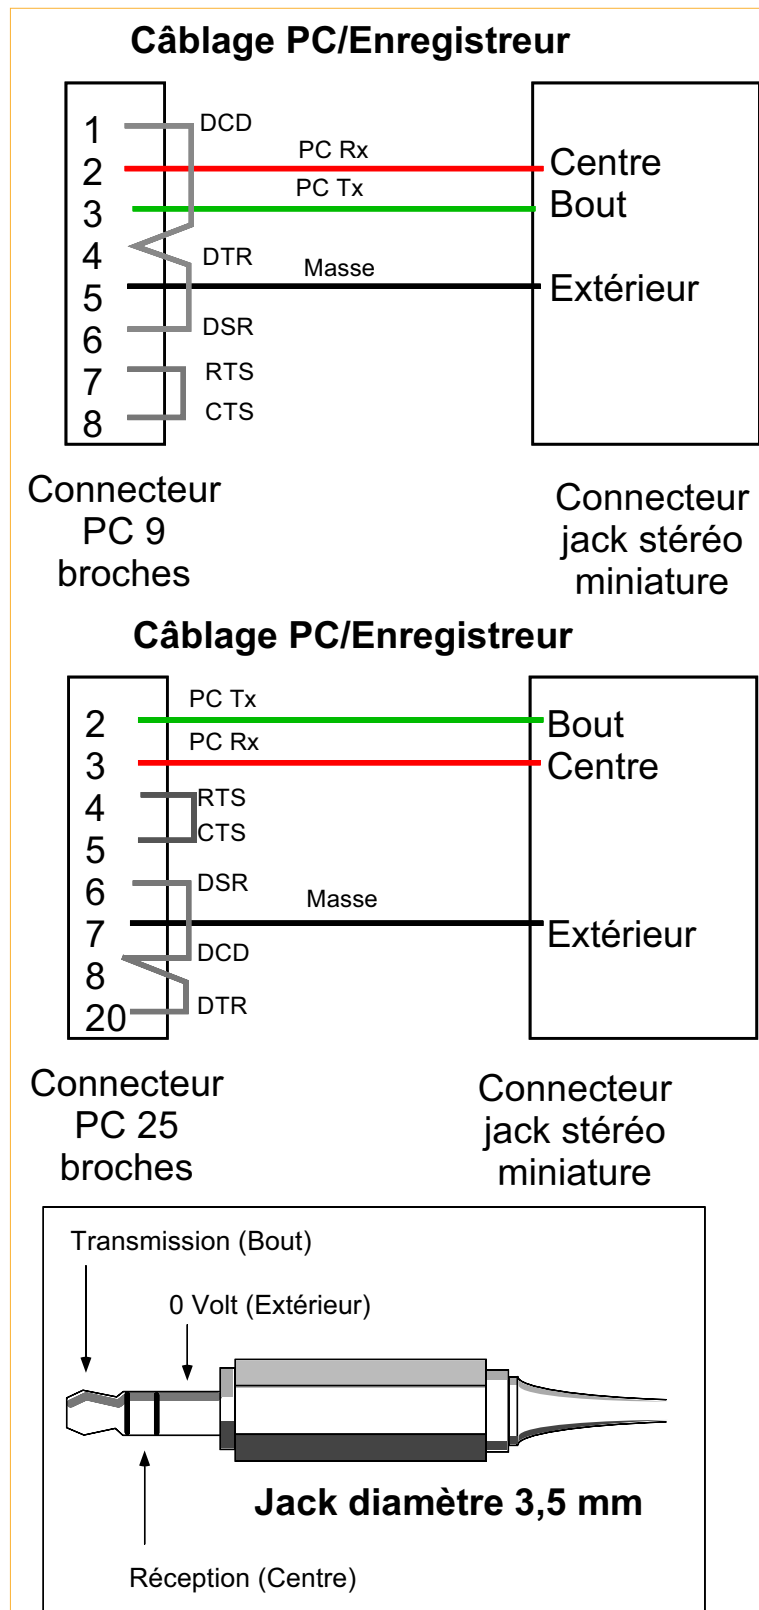 Câblage PC/Enregistreur
1
DCD
PC Rx
2
Centre
PC Tx
3
Bout
4
DTR
Masse
5
Extérieur
6
DSR
7
RTS
8
CTS
Connecteur
PC 9
broches
Connecteur
jack stéréo
miniature
Câblage PC/Enregistreur
PC Tx
2
Bout
PC Rx
3
Centre
4
RTS
5
CTS
6
DSR
Masse
7
Extérieur
8
DCD
20
DTR
Connecteur
PC 25
broches
Connecteur
jack stéréo
miniature
Transmission (Bout)
0 Volt (Extérieur)
Jack diamètre 3,5 mm
Réception (Centre)